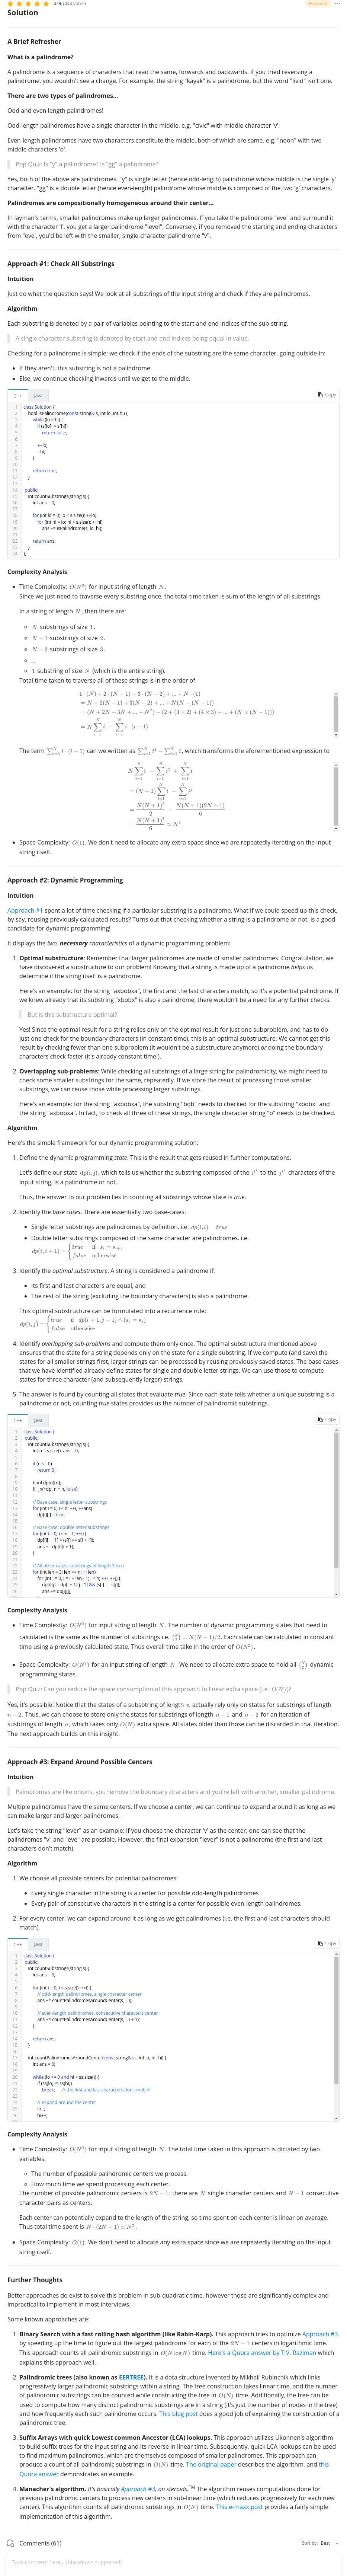 4.96 (444 votes)
Premium
Solution
A Brief Refresher
What is a palindrome?
A palindrome is a sequence of characters that read the same, forwards and backwards. If you tried reversing a
palindrome, you wouldn't see a change. For example, the string "kayak" is a palindrome, but the word "livid" isn't one.
There are two types of palindromes...
Odd and even length palindromes!
Odd-length palindromes have a single character in the middle. e.g. "civic" with middle character 'v'.
Even-length palindromes have two characters constitute the middle, both of which are same. e.g. "noon" with two
middle characters 'o'.
Pop Quiz: Is "y" a palindrome? Is "gg" a palindrome?
Yes, both of the above are palindromes. "y" is single letter (hence odd-length) palindrome whose middle is the single 'y'
character. "gg" is a double letter (hence even-length) palindrome whose middle is comprised of the two 'g' characters.
Palindromes are compositionally homogeneous around their center...
In layman's terms, smaller palindromes make up larger palindromes. If you take the palindrome "eve" and surround it
with the character 'l', you get a larger palindrome "level". Conversely, if you removed the starting and ending characters
from "eve', you'd be left with the smaller, single-character palindrome "v".
Approach #1: Check All Substrings
Intuition
Just do what the question says! We look at all substrings of the input string and check if they are palindromes.
Algorithm
Each substring is denoted by a pair of variables pointing to the start and end indices of the sub-string.
A single character substring is denoted by start and end indices being equal in value.
Checking for a palindrome is simple; we check if the ends of the substring are the same character, going outside-in:
• If they aren't, this substring is not a palindrome.
• Else, we continue checking inwards until we get to the middle.
C++ Java Copy
1 class Solution {
2 bool isPalindrome(const string& s, int lo, int hi) {
3 while (lo < hi) {
4 if (s[lo] != s[hi])
5 return false;
6
7 ++lo;
8 --hi;
9 }
10
11 return true;
12 }
13
14 public:
15 int countSubstrings(string s) {
16 int ans = 0;
17
18 for (int lo = 0; lo < s.size(); ++lo)
19 for (int hi = lo; hi < s.size(); ++hi)
20 ans += isPalindrome(s, lo, hi);
21
22 return ans;
23 }
24 };
Complexity Analysis
• Time Complexity: O(N³) for input string of length N.
Since we just need to traverse every substring once, the total time taken is sum of the length of all substrings.
In a string of length N, then there are:
◦ N substrings of size 1.
◦ N − 1 substrings of size 2.
◦ N − 2 substrings of size 3.
◦ ...
◦ 1 substring of size N (which is the entire string).
Total time taken to traverse all of these strings is in the order of
1 · (N) + 2 · (N − 1) + 3 · (N − 2) + ... + N · (1)
= N + 2(N − 1) + 3(N − 2) + ... + N(N − (N − 1))
= (N + 2N + 3N + ... + N²) − (2 + (3 × 2) + (4 × 3) + ... + (N × (N − 1)))
= N ∑ᵢ₌₁ᴺ i − ∑ᵢ₌₁ᴺ i · (i − 1)
The term ∑ᵢ₌₁ᴺ i · (i − 1) can we written as ∑ᵢ₌₁ᴺ i² − ∑ᵢ₌₁ᴺ i, which transforms the aforementioned expression to
N ∑ᵢ₌₁ᴺ i − ∑ᵢ₌₁ᴺ i² + ∑ᵢ₌₁ᴺ i
= (N + 1) ∑ᵢ₌₁ᴺ i − ∑ᵢ₌₁ᴺ i²
= N(N + 1)²/2 − N(N + 1)(2N + 1)/6
= N(N + 1)²/6 ≃ N³
• Space Complexity: O(1). We don't need to allocate any extra space since we are repeatedly iterating on the input
string itself.
Approach #2: Dynamic Programming
Intuition
Approach #1 spent a lot of time checking if a particular substring is a palindrome. What if we could speed up this check,
by say, reusing previously calculated results? Turns out that checking whether a string is a palindrome or not, is a good
candidate for dynamic programming!
It displays the two, necessary characteristics of a dynamic programming problem:
1. Optimal substructure: Remember that larger palindromes are made of smaller palindromes. Congratulation, we
have discovered a substructure to our problem! Knowing that a string is made up of a palindrome helps us
determine if the string itself is a palindrome.
Here's an example: for the string "axbobxa", the first and the last characters match, so it's a potential palindrome. If
we knew already that its substring "xbobx" is also a palindrome, there wouldn't be a need for any further checks.
But is this substructure optimal?
Yes! Since the optimal result for a string relies only on the optimal result for just one subproblem, and has to do
just one check for the boundary characters (in constant time), this is an optimal substructure. We cannot get this
result by checking fewer than one subproblem (it wouldn't be a substructure anymore) and checking the boundary
characters is faster (it's already constant time!).
2. Overlapping sub-problems: While checking all substrings of a large string for palindromicity, we might need to
check some smaller substrings for the same, repeatedly. If we store the result of processing those smaller
substrings, we can reuse those while processing larger substrings.
Here's an example: for the string "axbobxa", the substring "bob" needs to be checked for the substrings "xbobx" and
the string "axbobxa". In fact, to check all three of those strings, the single character string "o" needs to be checked.
Algorithm
Here's the simple framework for our dynamic programming solution:
1. Define the dynamic programming state. This is the result that gets reused in further computations.
Let's define our state dp(i, j), which tells us whether the substring composed of the iᵗʰ to the jᵗʰ characters of the
input string, is a palindrome or not.
Thus, the answer to our problem lies in counting all substrings whose state is true.
2. Identify the base cases. There are essentially two base-cases:
• Single letter substrings are palindromes by definition. i.e. dp(i, i) = true
• Double letter substrings composed of the same character are palindromes. i.e.
dp(i, i + 1) = { true if sᵢ = sᵢ₊₁
false otherwise
3. Identify the optimal substructure. A string is considered a palindrome if:
• Its first and last characters are equal, and
• The rest of the string (excluding the boundary characters) is also a palindrome.
This optimal substructure can be formulated into a recurrence rule:
dp(i, j) = { true if dp(i + 1, j − 1) ∧ (sᵢ = sⱼ)
false otherwise
4. Identify overlapping sub-problems and compute them only once. The optimal substructure mentioned above
ensures that the state for a string depends only on the state for a single substring. If we compute (and save) the
states for all smaller strings first, larger strings can be processed by reusing previously saved states. The base cases
that we have identified already define states for single and double letter strings. We can use those to compute
states for three character (and subsequently larger) strings.
5. The answer is found by counting all states that evaluate true. Since each state tells whether a unique substring is a
palindrome or not, counting true states provides us the number of palindromic substrings.
C++ Java Copy
1 class Solution {
2 public:
3 int countSubstrings(string s) {
4 int n = s.size(), ans = 0;
5
6 if (n <= 0)
7 return 0;
8
9 bool dp[n][n];
10 fill_n(*dp, n * n, false);
11
12 // Base case: single letter substrings
13 for (int i = 0; i < n; ++i, ++ans)
14 dp[i][i] = true;
15
16 // Base case: double letter substrings
17 for (int i = 0; i < n - 1; ++i) {
18 dp[i][i + 1] = (s[i] == s[i + 1]);
19 ans += dp[i][i + 1];
20 }
21
22 // All other cases: substrings of length 3 to n
23 for (int len = 3; len <= n; ++len)
24 for (int i = 0, j = i + len - 1; j < n; ++i, ++j) {
25 dp[i][j] = dp[i + 1][j - 1] && (s[i] == s[j]);
26 ans += dp[i][j];
Complexity Analysis
• Time Complexity: O(N²) for input string of length N. The number of dynamic programming states that need to
calculated is the same as the number of substrings i.e. (N 2) = N(N − 1)/2. Each state can be calculated in constant
time using a previously calculated state. Thus overall time take in the order of O(N²).
• Space Complexity: O(N²) for an input string of length N. We need to allocate extra space to hold all (N 2) dynamic
programming states.
Pop Quiz: Can you reduce the space consumption of this approach to linear extra space (i.e. O(N))?
Yes, it's possible! Notice that the states of a substring of length n actually rely only on states for substrings of length
n − 2. Thus, we can choose to store only the states for substrings of length n − 1 and n − 2 for an iteration of
susbtrings of length n, which takes only O(N) extra space. All states older than those can be discarded in that iteration.
The next approach builds on this insight.
Approach #3: Expand Around Possible Centers
Intuition
Palindromes are like onions, you remove the boundary characters and you're left with another, smaller palindrome.
Multiple palindromes have the same centers. If we choose a center, we can continue to expand around it as long as we
can make larger and larger palindromes.
Let's take the string "lever" as an example: if you choose the character 'v' as the center, one can see that the
palindromes "v" and "eve" are possible. However, the final expansion "lever" is not a palindrome (the first and last
characters don't match).
Algorithm
1. We choose all possible centers for potential palindromes:
• Every single character in the string is a center for possible odd-length palindromes
• Every pair of consecutive characters in the string is a center for possible even-length palindromes.
2. For every center, we can expand around it as long as we get palindromes (i.e. the first and last characters should
match).
C++ Java Copy
1 class Solution {
2 public:
3 int countSubstrings(string s) {
4 int ans = 0;
5
6 for (int i = 0; i < s.size(); ++i) {
7 // odd-length palindromes, single character center
8 ans += countPalindromesAroundCenter(s, i, i);
9
10 // even-length palindromes, consecutive characters center
11 ans += countPalindromesAroundCenter(s, i, i + 1);
12 }
13
14 return ans;
15 }
16
17 int countPalindromesAroundCenter(const string& ss, int lo, int hi) {
18 int ans = 0;
19
20 while (lo >= 0 and hi < ss.size()) {
21 if (ss[lo] != ss[hi])
22 break; // the first and last characters don't match!
23
24 // expand around the center
25 lo--;
26 hi++;
Complexity Analysis
• Time Complexity: O(N²) for input string of length N. The total time taken in this approach is dictated by two
variables:
◦ The number of possible palindromic centers we process.
◦ How much time we spend processing each center.
The number of possible palindromic centers is 2N − 1: there are N single character centers and N − 1 consecutive
character pairs as centers.
Each center can potentially expand to the length of the string, so time spent on each center is linear on average.
Thus total time spent is N · (2N − 1) ≃ N².
• Space Complexity: O(1). We don't need to allocate any extra space since we are repeatedly iterating on the input
string itself.
Further Thoughts
Better approaches do exist to solve this problem in sub-quadratic time, however those are significantly complex and
impractical to implement in most interviews.
Some known approaches are:
1. Binary Search with a fast rolling hash algorithm (like Rabin-Karp). This approach tries to optimize Approach #3
by speeding up the time to figure out the largest palindrome for each of the 2N − 1 centers in logarithmic time.
This approach counts all palindromic substrings in O(N log N) time. Here's a Quora answer by T.V. Raziman which
explains this approach well.
2. Palindromic trees (also known as EERTREE). It is a data structure invented by Mikhail Rubinchik which links
progressively larger palindromic substrings within a string. The tree construction takes linear time, and the number
of palindromic substrings can be counted while constructing the tree in O(N) time. Additionally, the tree can be
used to compute how many distinct palindromic substrings are in a string (it's just the number of nodes in the tree)
and how frequently each such palindrome occurs. This blog post does a good job of explaining the construction of a
palindromic tree.
3. Suffix Arrays with quick Lowest common Ancestor (LCA) lookups. This approach utilizes Ukonnen's algorithm
to build suffix trees for the input string and its reverse in linear time. Subsequently, quick LCA lookups can be used
to find maximum palindromes, which are themselves composed of smaller palindromes. This approach can
produce a count of all palindromic substrings in O(N) time. The original paper describes the algorithm, and this
Quora answer demonstrates an example.
4. Manacher's algorithm. It's basically Approach #3, on steroids.™ The algorithm reuses computations done for
previous palindromic centers to process new centers in sub-linear time (which reduces progressively for each new
center). This algorithm counts all palindromic substrings in O(N) time. This e-maxx post provides a fairly simple
implementation of this algorithm.
Comments (61)
Sort by: Best
Type comment here... (Markdown supported)